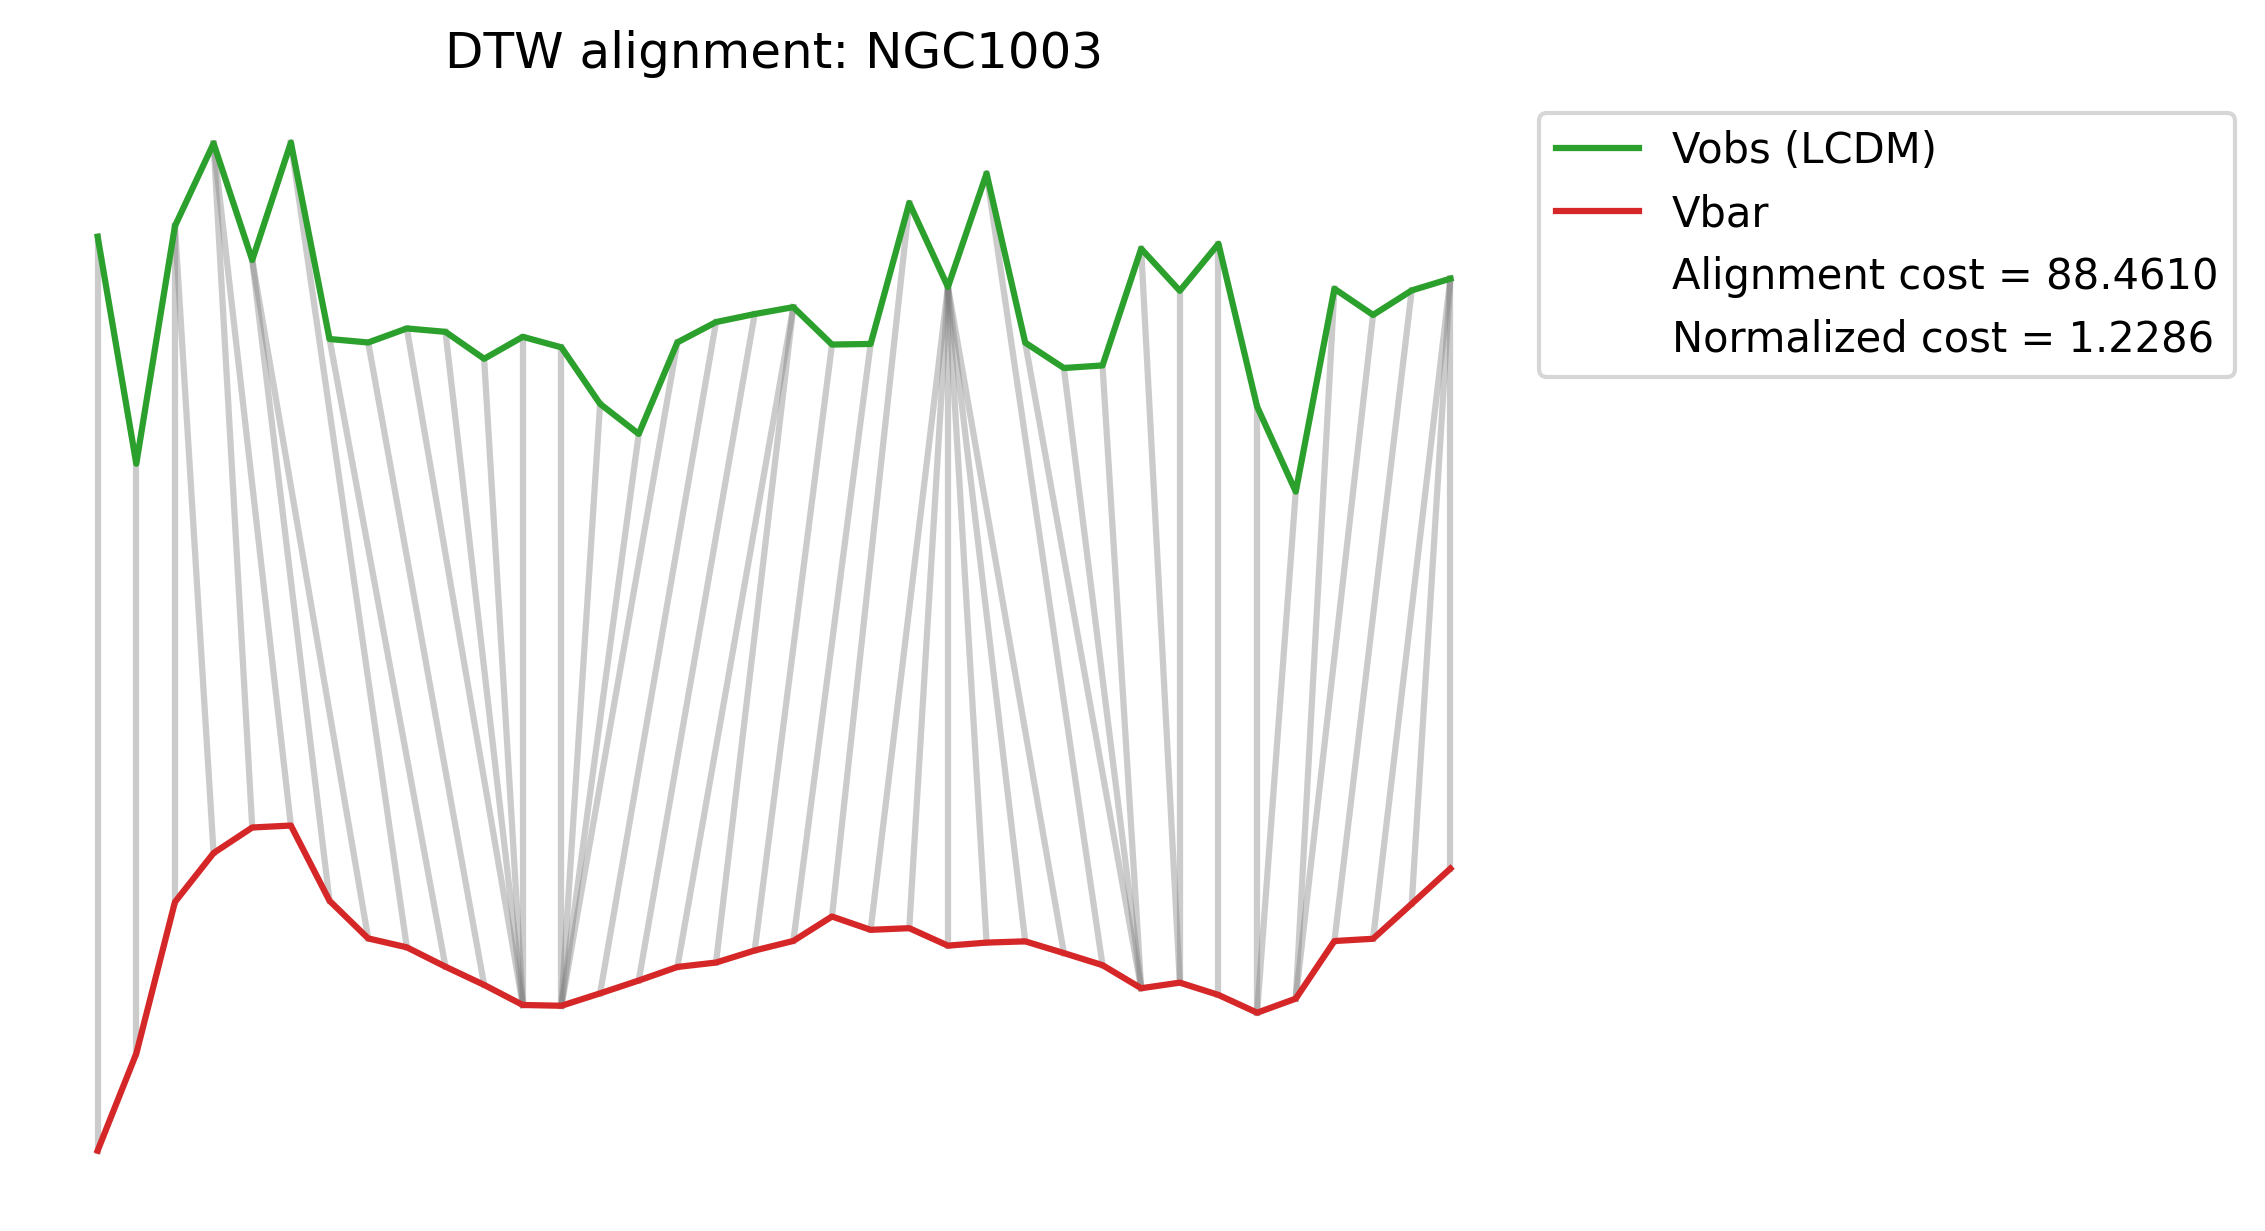 DTW alignment: NGC1003
Vobs (LCDM)
Vbar
Alignment cost = 88.4610
Normalized cost = 1.2286